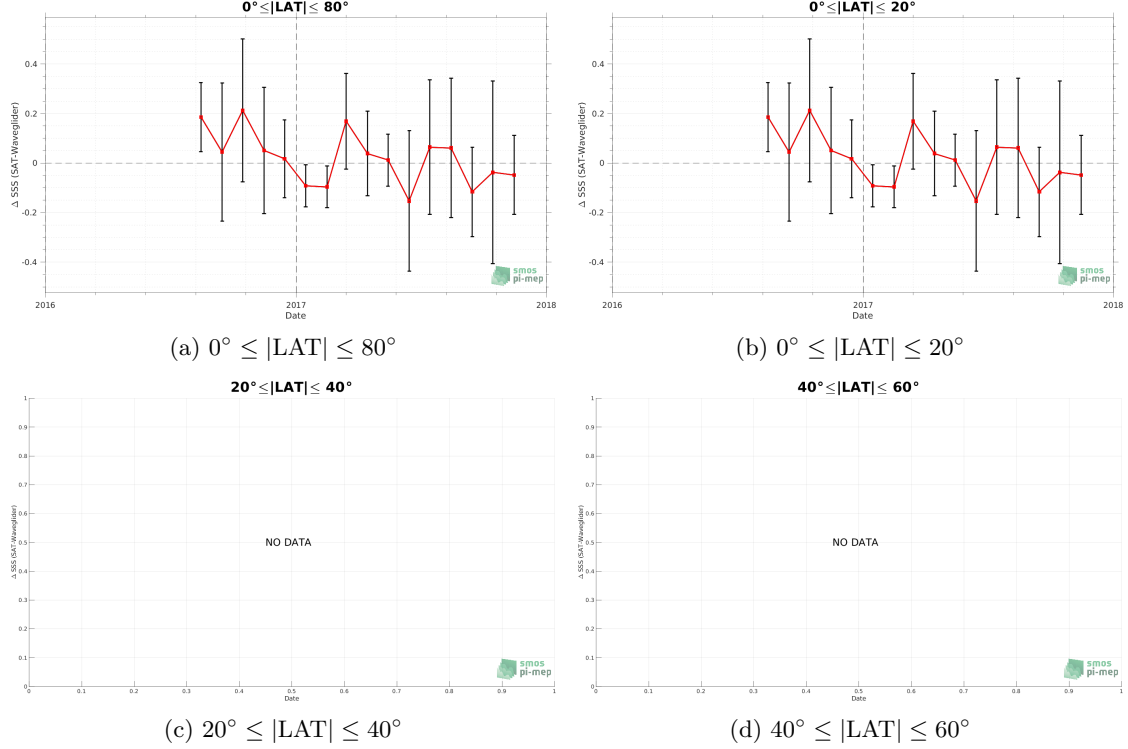 0°≤|LAT|≤ 80°
Δ SSS (SAT-Waveglider)
0.4
0.2
0
-0.2
-0.4
smos
pi-mep
2016
2017
2018
Date
(a) 0° ≤ |LAT| ≤ 80°
0°≤|LAT|≤ 20°
Δ SSS (SAT-Waveglider)
0.4
0.2
0
-0.2
-0.4
smos
pi-mep
2016
2017
2018
Date
(b) 0° ≤ |LAT| ≤ 20°
20°≤|LAT|≤ 40°
Δ SSS (SAT-Waveglider)
1
0.9
0.8
0.7
0.6
0.5
0.4
0.3
0.2
0.1
0
NO DATA
smos
pi-mep
0 0.1 0.2 0.3 0.4 0.5 0.6 0.7 0.8 0.9 1
Date
(c) 20° ≤ |LAT| ≤ 40°
40°≤|LAT|≤ 60°
Δ SSS (SAT-Waveglider)
1
0.9
0.8
0.7
0.6
0.5
0.4
0.3
0.2
0.1
0
NO DATA
smos
pi-mep
0 0.1 0.2 0.3 0.4 0.5 0.6 0.7 0.8 0.9 1
Date
(d) 40° ≤ |LAT| ≤ 60°